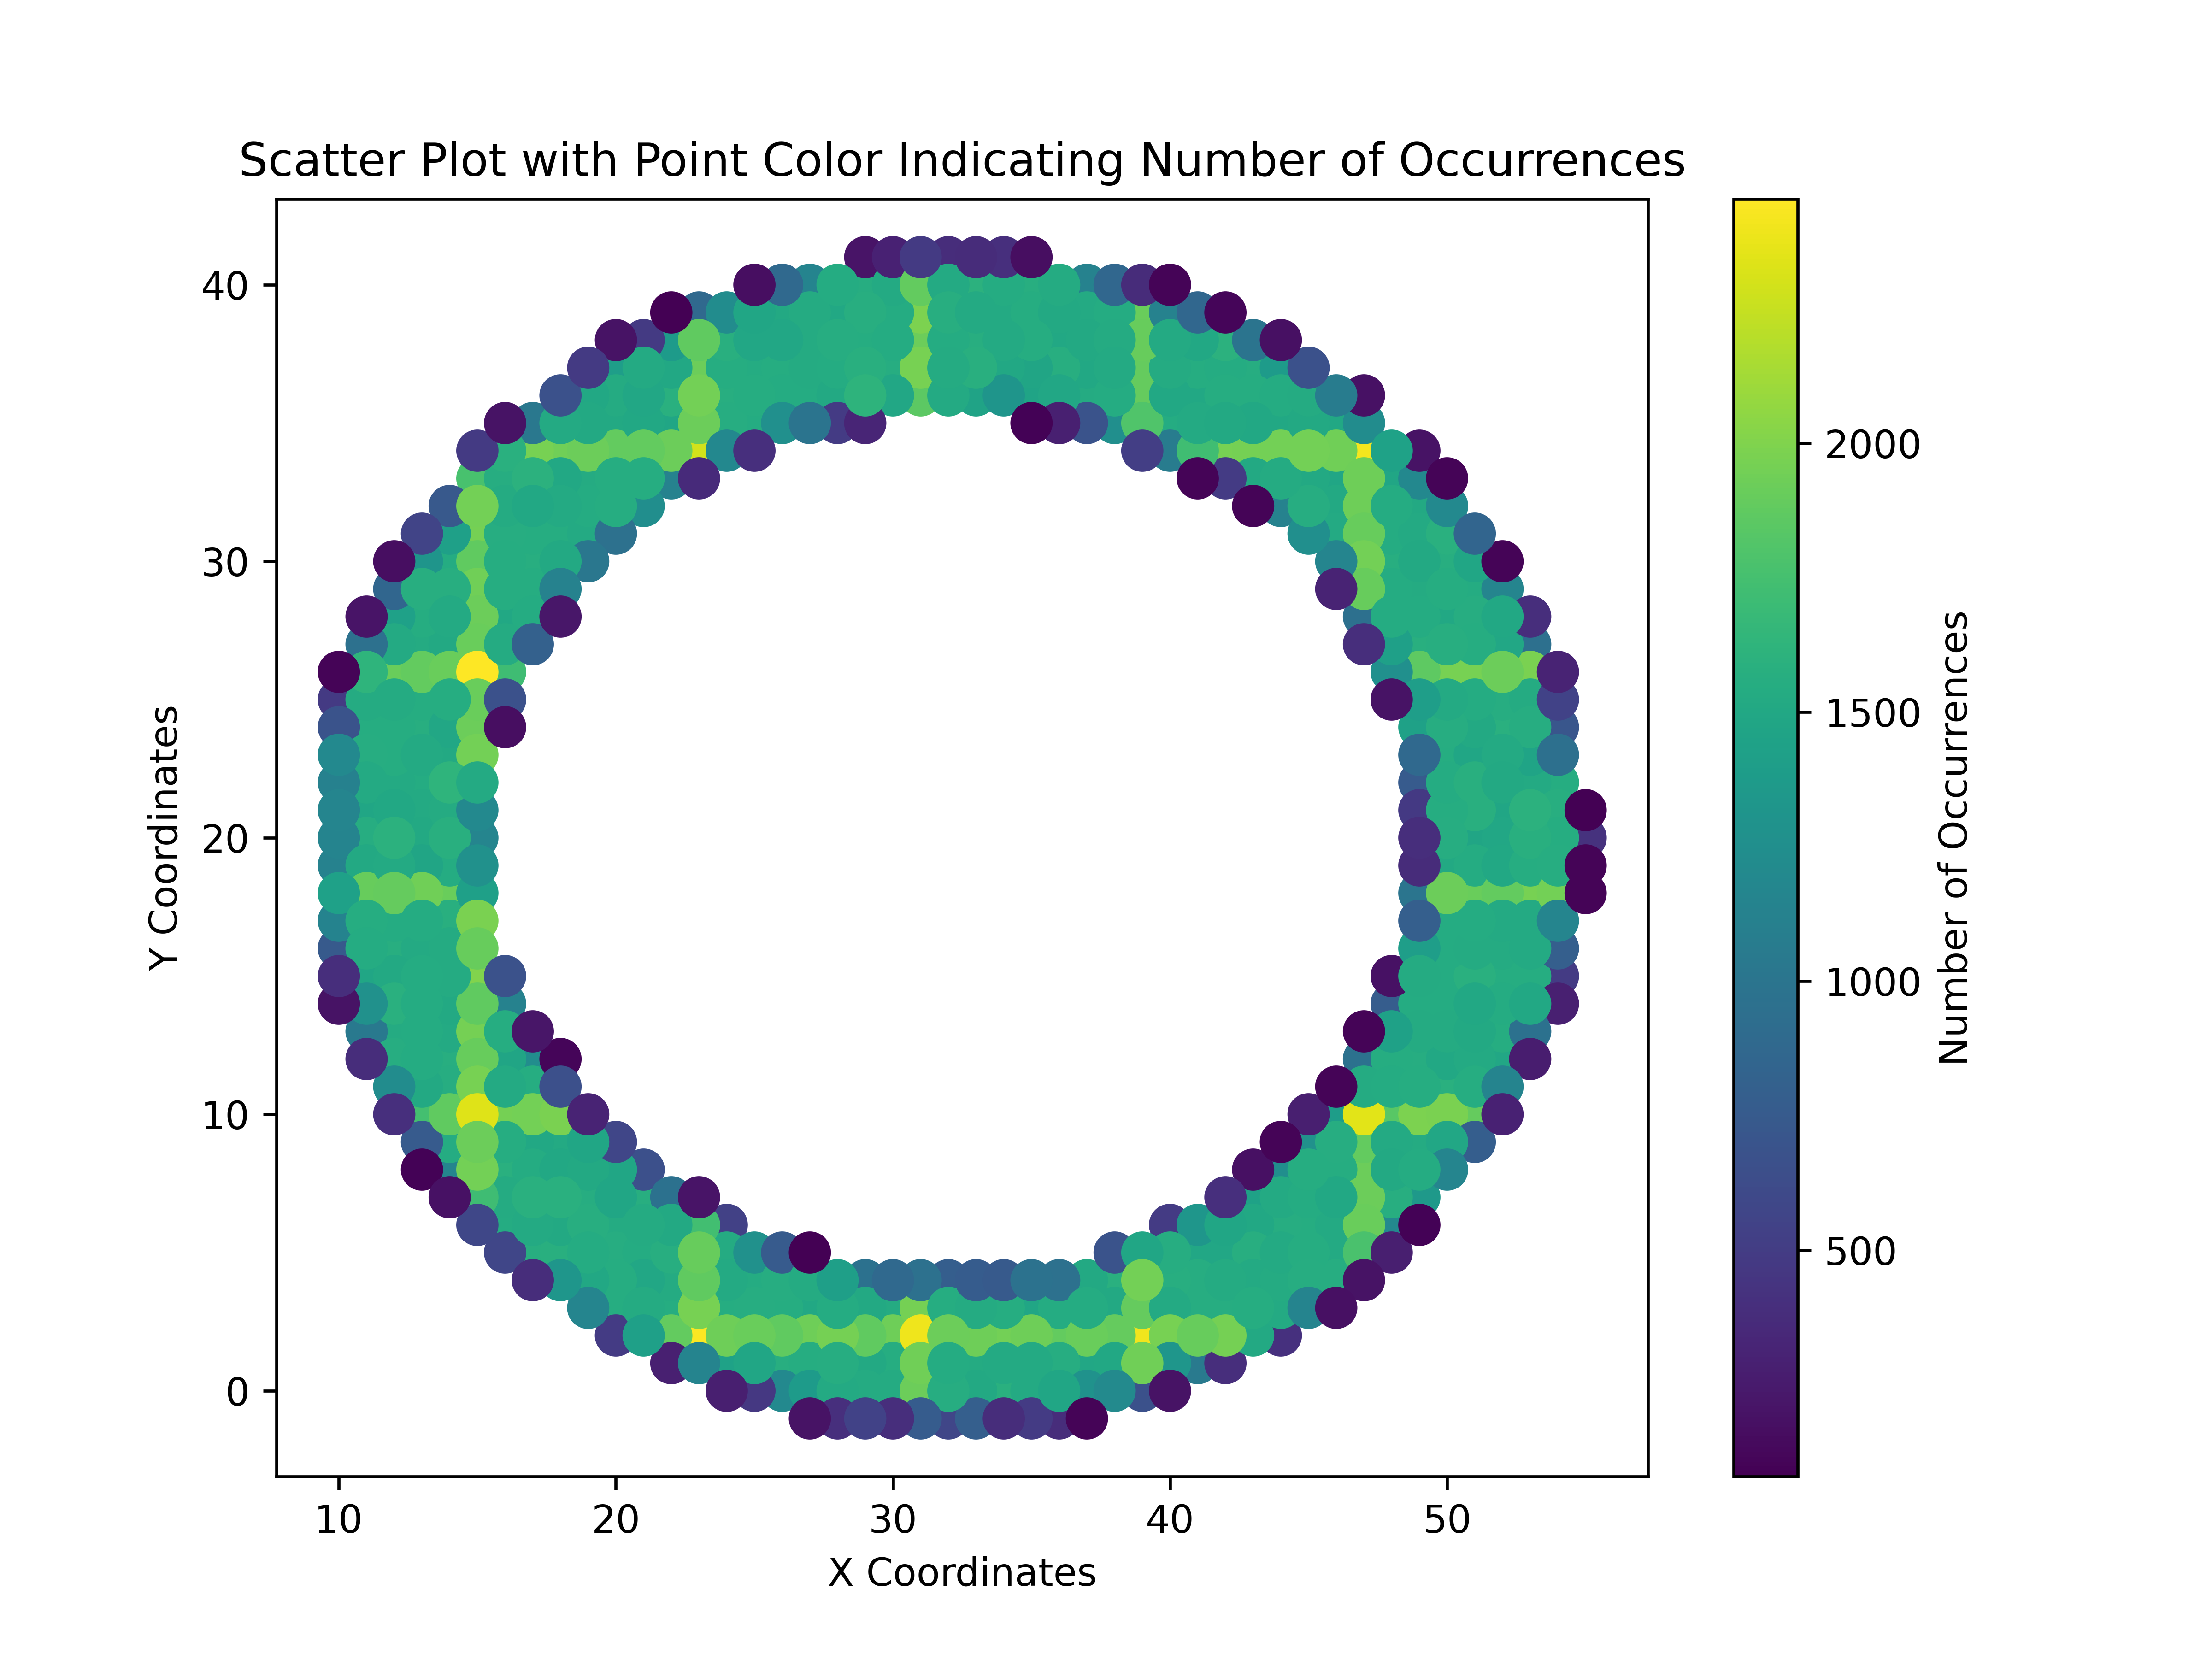 Scatter Plot with Point Color Indicating Number of Occurrences
40
30
20
10
0
Y Coordinates
10 20 30 40 50
X Coordinates
2000
1500
1000
500
Number of Occurrences